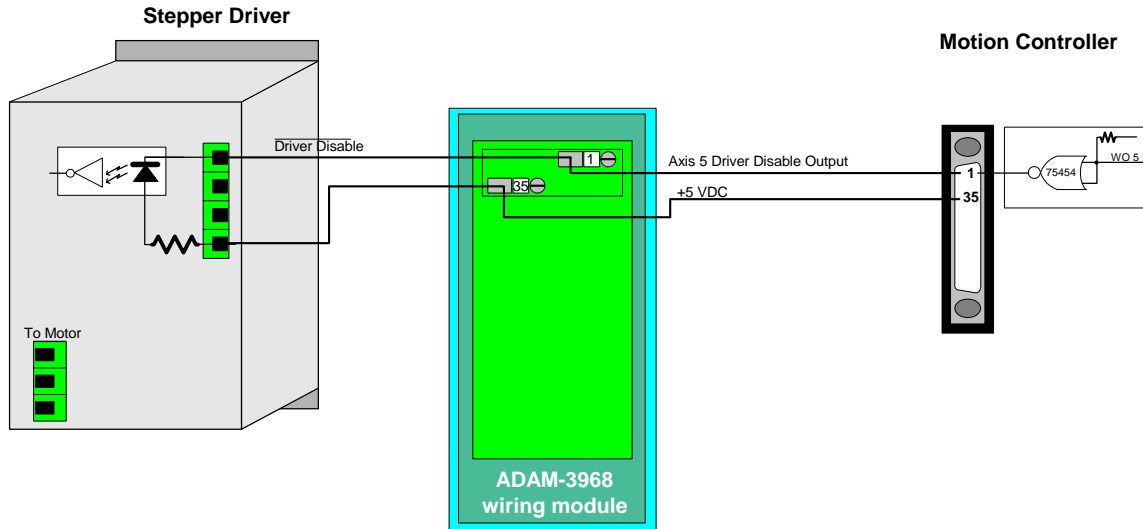 Stepper Driver
Motion Controller
Driver Disable
1
Axis 5 Driver Disable Output
1
75454
WO 5
35
+5 VDC
35
To Motor
ADAM-3968
wiring module